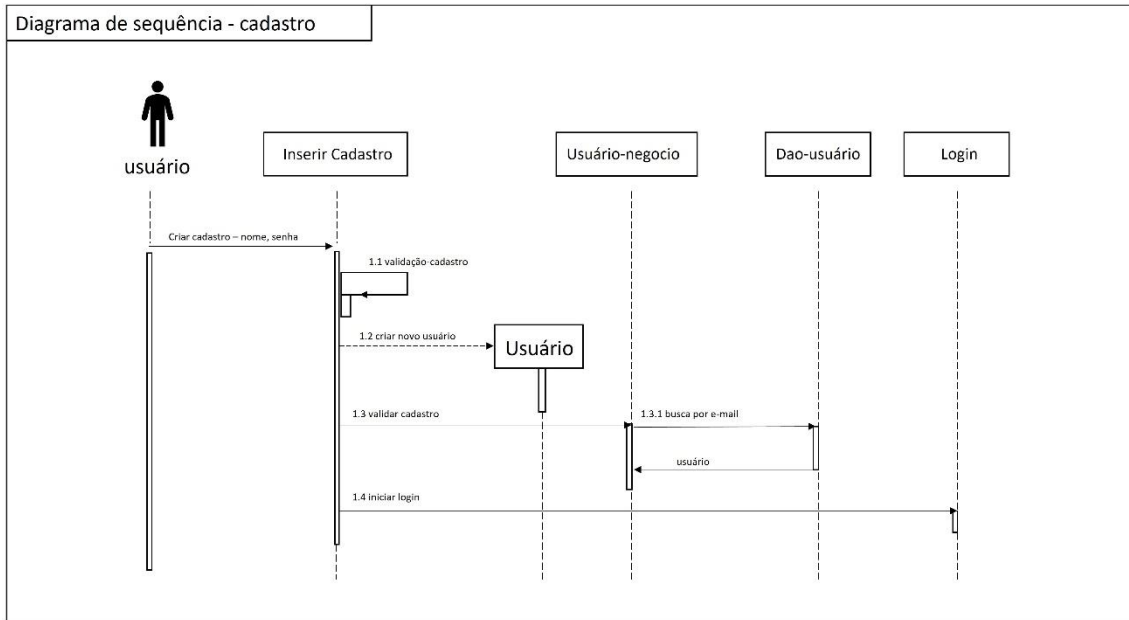 Diagrama de sequência - cadastro
usuário
Inserir Cadastro
Usuário-negocio
Dao-usuário
Login
Criar cadastro – nome, senha
1.1 validação-cadastro
1.2 criar novo usuário
Usuário
1.3 validar cadastro
1.3.1 busca por e-mail
usuário
1.4 iniciar login